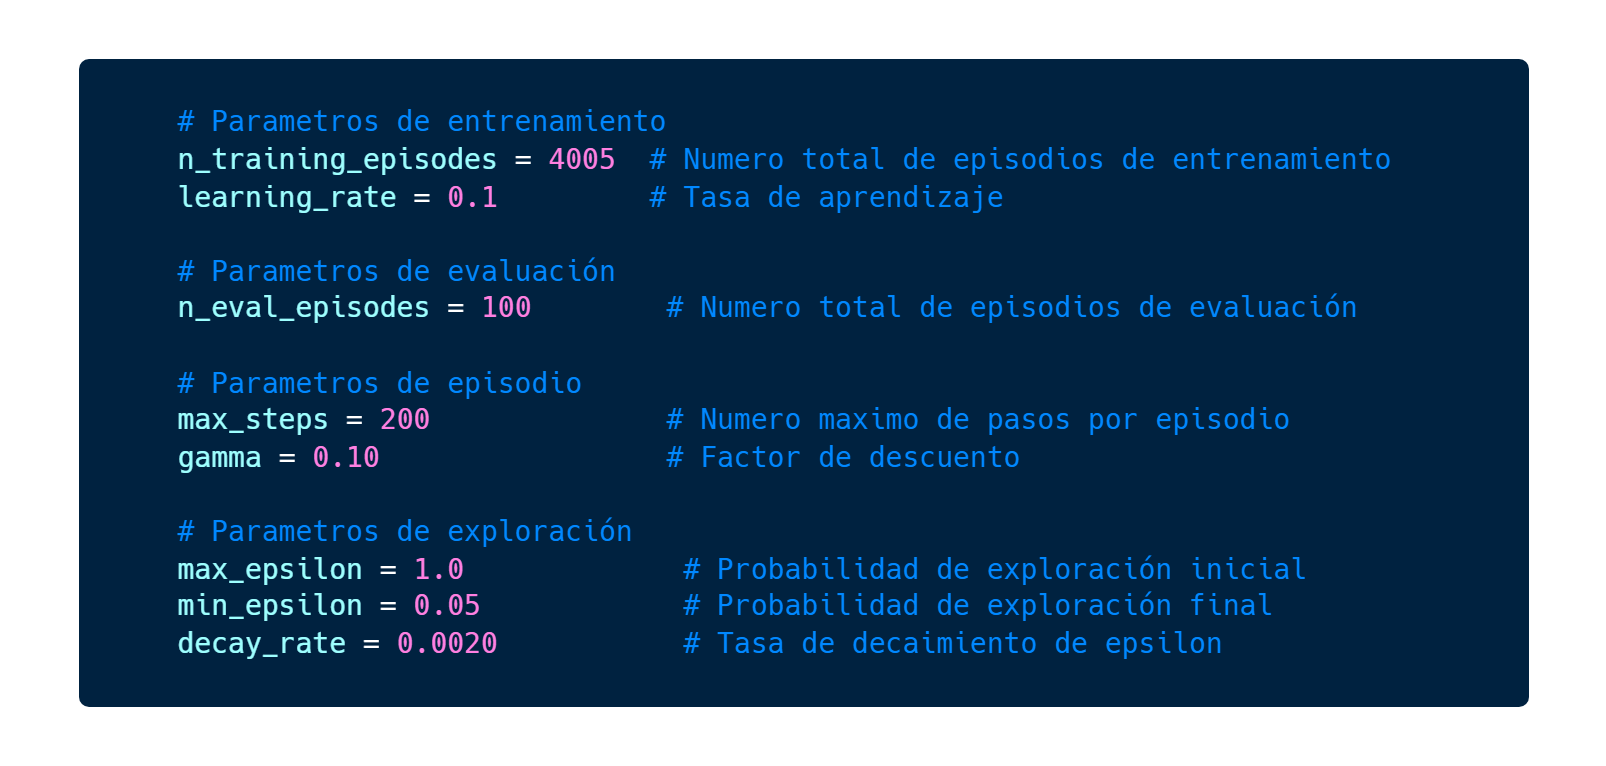 # Parametros de entrenamiento
n_training_episodes = 4005  # Numero total de episodios de entrenamiento
learning_rate = 0.1         # Tasa de aprendizaje
# Parametros de evaluación
n_eval_episodes = 100        # Numero total de episodios de evaluación
# Parametros de episodio
max_steps = 200              # Numero maximo de pasos por episodio
gamma = 0.10                 # Factor de descuento
# Parametros de exploración
max_epsilon = 1.0             # Probabilidad de exploración inicial
min_epsilon = 0.05            # Probabilidad de exploración final
decay_rate = 0.0020           # Tasa de decaimiento de epsilon